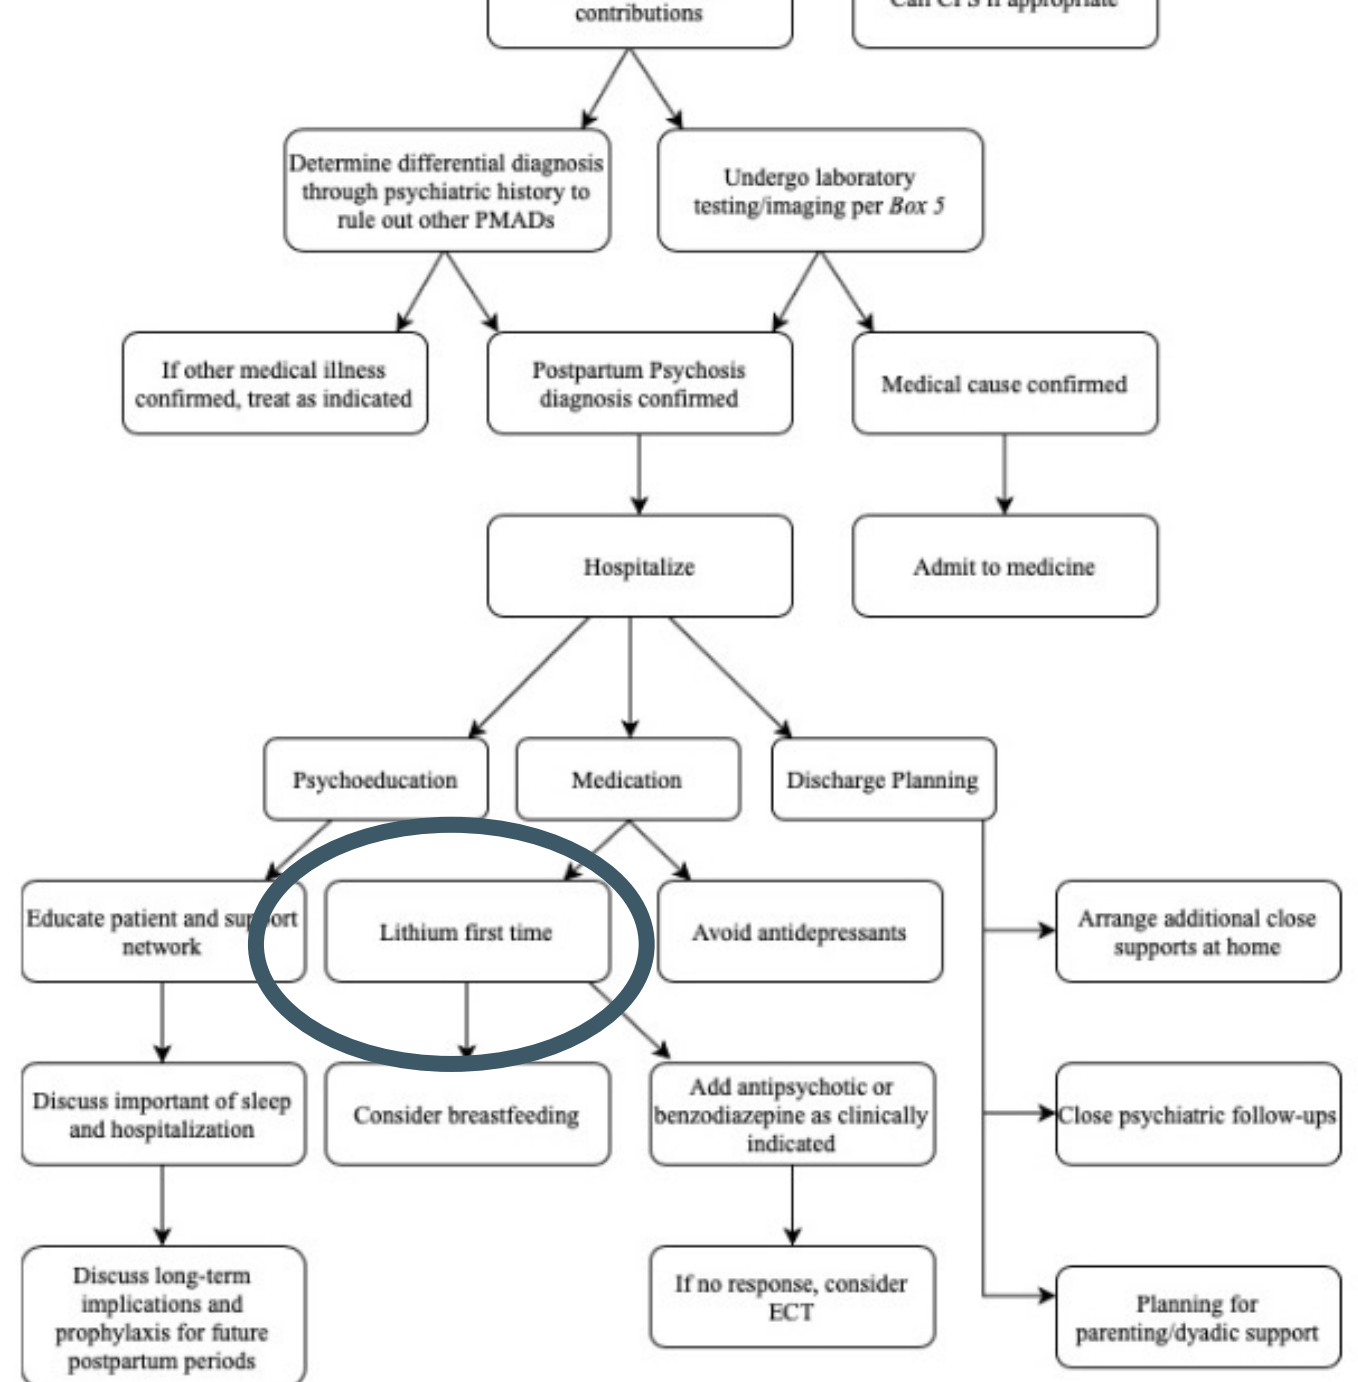 contributions
Call CPS if appropriate
Determine differential diagnosis
through psychiatric history to
rule out other PMADs
Undergo laboratory
testing/imaging per Box 5
If other medical illness
confirmed, treat as indicated
Postpartum Psychosis
diagnosis confirmed
Medical cause confirmed
Hospitalize
Admit to medicine
Psychoeducation
Medication
Discharge Planning
Educate patient and support
network
Lithium first time
Avoid antidepressants
Arrange additional close
supports at home
Discuss important of sleep
and hospitalization
Consider breastfeeding
Add antipsychotic or
benzodiazepine as clinically
indicated
Close psychiatric follow-ups
Discuss long-term
implications and
prophylaxis for future
postpartum periods
If no response, consider
ECT
Planning for
parenting/dyadic support